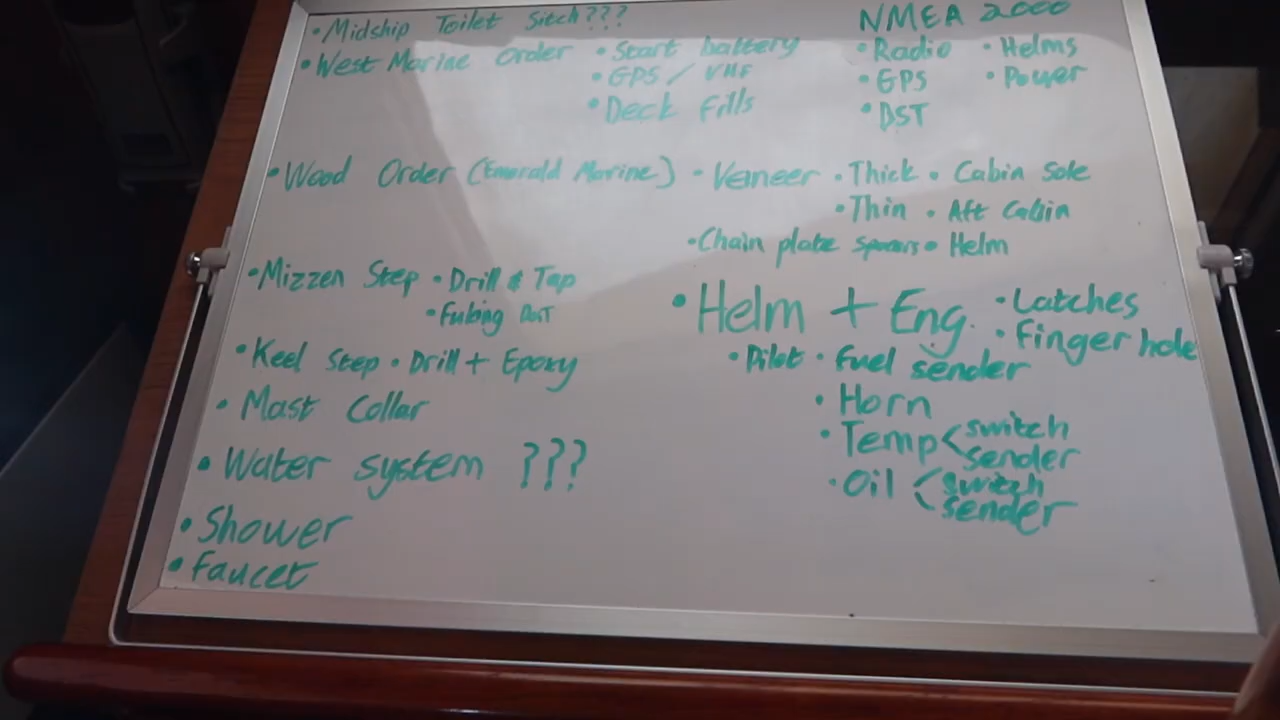 • Midship Toilet Sitch???
• West Marine Order • Start battery
• GPS / VHF
• Deck fills
NMEA 2000
• Radio • Helms
• GPS • Power
• DST
• Wood Order (Emerald Marine) • Veneer • Thick • Cabin Sole
• Thin • Aft Cabin
• Chain plate spacers • Helm
• Mizzen Step • Drill & Tap
• Keel Step • Drill + Epoxy
• Mast Collar
• Water system ???
• Shower
• Faucet
• Helm + Eng. • Latches
• Finger hole
• Pilot • Fuel sender
• Horn
• Temp < switch
sender
• Oil < switch
sender